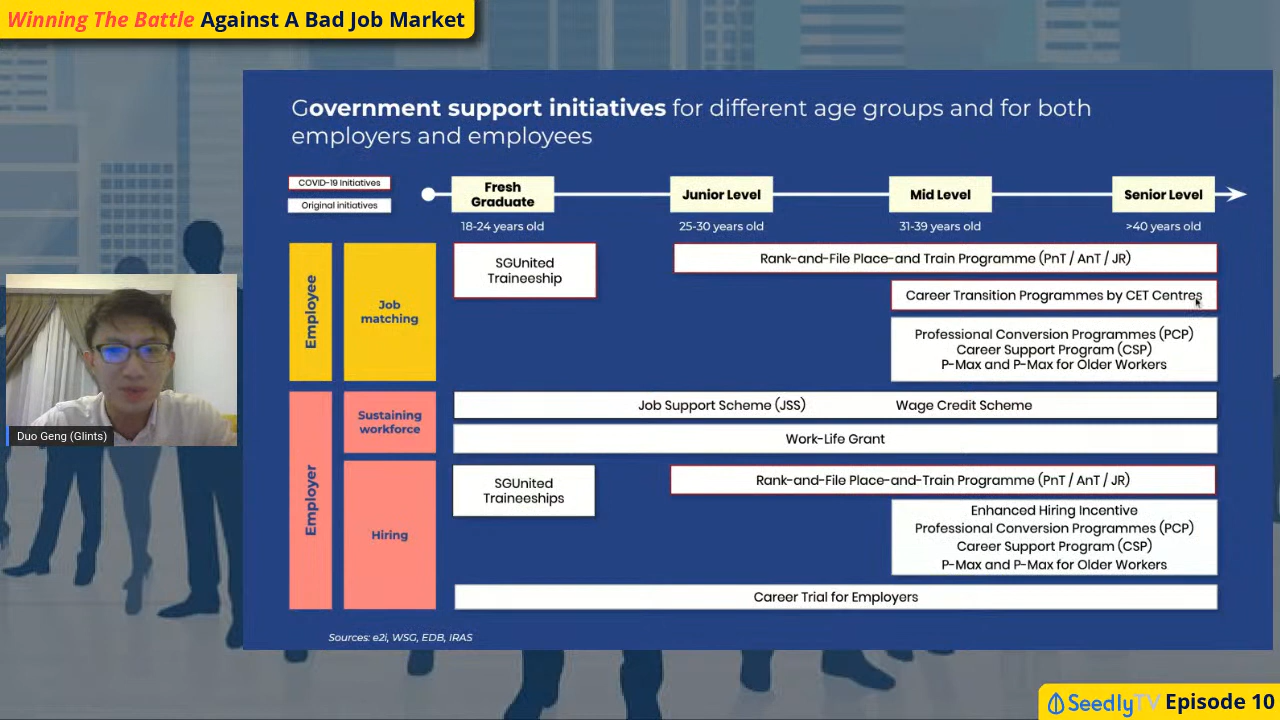 Winning The Battle Against A Bad Job Market
Government support initiatives for different age groups and for both
employers and employees
COVID-19 Initiatives
Original initiatives
Fresh
Graduate
Junior Level
Mid Level
Senior Level
18-24 years old
25-30 years old
31-39 years old
>40 years old
Employee
Job
matching
SGUnited
Traineeship
Rank-and-File Place-and Train Programme (PnT / AnT / JR)
Career Transition Programmes by CET Centres
Professional Conversion Programmes (PCP)
Career Support Program (CSP)
P-Max and P-Max for Older Workers
Employer
Sustaining
workforce
Job Support Scheme (JSS)
Wage Credit Scheme
Work-Life Grant
Hiring
SGUnited
Traineeships
Rank-and-File Place-and-Train Programme (PnT / AnT / JR)
Enhanced Hiring Incentive
Professional Conversion Programmes (PCP)
Career Support Program (CSP)
P-Max and P-Max for Older Workers
Career Trial for Employers
Sources: e2i, WSG, EDB, IRAS
Duo Geng (Glints)
SeedlyTV Episode 10